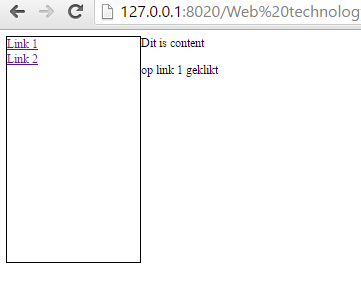 127.0.0.1:8020/Web%20technolog
Link 1
Link 2
Dit is content
op link 1 geklikt